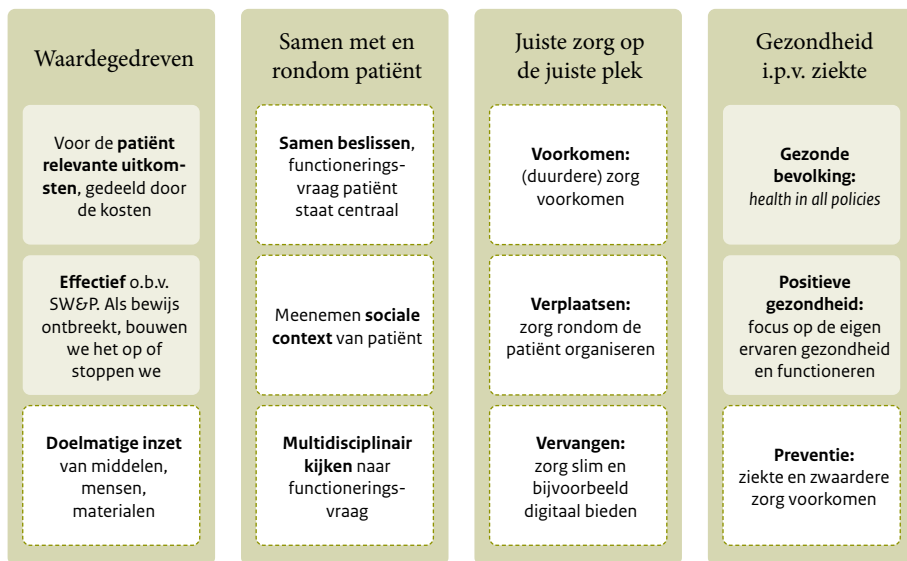 Waardegedreven
Voor de patiënt
relevante uitkom-
sten, gedeeld door
de kosten
Effectief o.b.v.
SW&P. Als bewijs
ontbreekt, bouwen
we het op of
stoppen we
Doelmatige inzet
van middelen,
mensen,
materialen
Samen met en
rondom patiënt
Samen beslissen,
functionerings-
vraag patiënt
staat centraal
Meenemen sociale
context van patiënt
Multidisciplinair
kijken naar
functionerings-
vraag
Juiste zorg op
de juiste plek
Voorkomen:
(duurdere) zorg
voorkomen
Verplaatsen:
zorg rondom de
patiënt organiseren
Vervangen:
zorg slim en
bijvoorbeeld
digitaal bieden
Gezondheid
i.p.v. ziekte
Gezonde
bevolking:
health in all policies
Positieve
gezondheid:
focus op de eigen
ervaren gezondheid
en functioneren
Preventie:
ziekte en zwaardere
zorg voorkomen